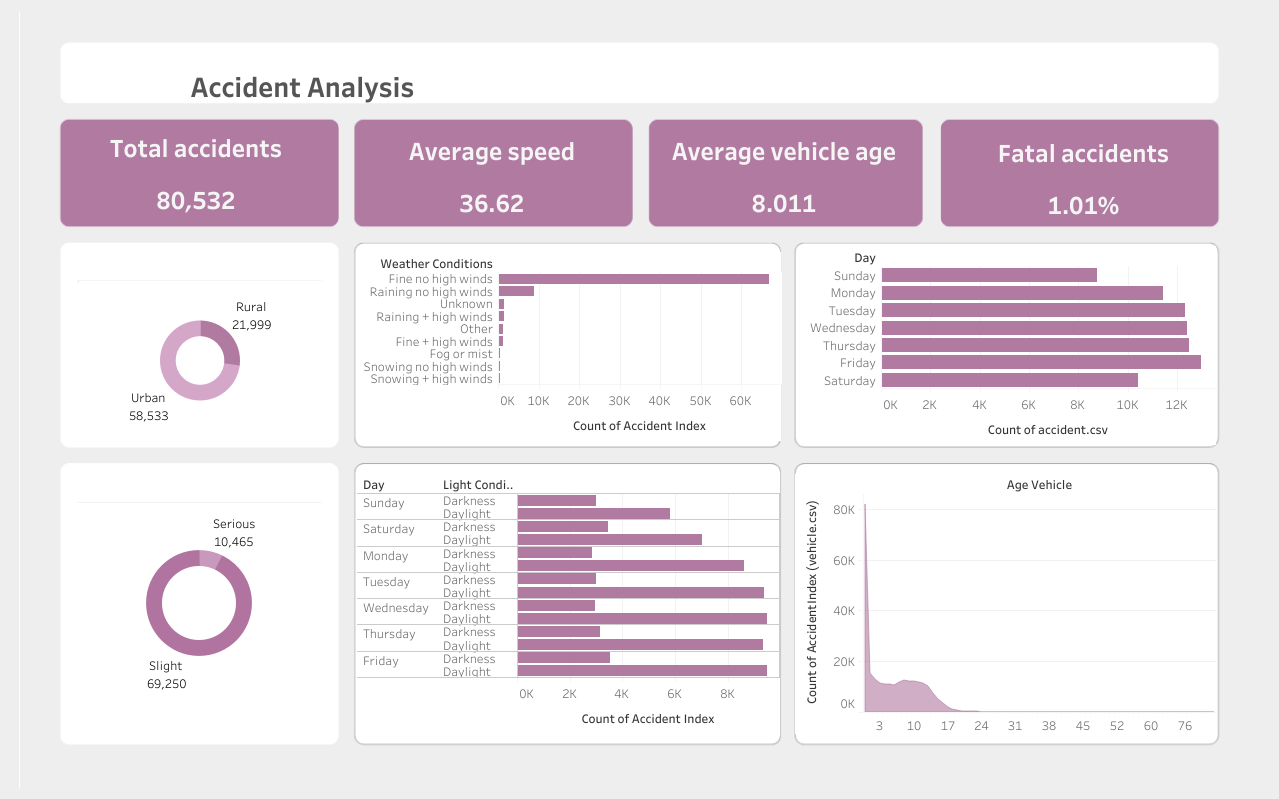 Accident Analysis
Total accidents
80,532
Average speed
36.62
Average vehicle age
8.011
Fatal accidents
1.01%
Rural
21,999
Urban
58,533
Weather Conditions
Fine no high winds
Raining no high winds
Unknown
Raining + high winds
Other
Fine + high winds
Fog or mist
Snowing no high winds
Snowing + high winds
0K 10K 20K 30K 40K 50K 60K
Count of Accident Index
Day
Sunday
Monday
Tuesday
Wednesday
Thursday
Friday
Saturday
0K 2K 4K 6K 8K 10K 12K
Count of accident.csv
Serious
10,465
Slight
69,250
Day Light Condi..
Sunday Darkness
Daylight
Saturday Darkness
Daylight
Monday Darkness
Daylight
Tuesday Darkness
Daylight
Wednesday Darkness
Daylight
Thursday Darkness
Daylight
Friday Darkness
Daylight
0K 2K 4K 6K 8K
Count of Accident Index
Age Vehicle
Count of AccidentIndex (vehicle.csv)
80K
60K
40K
20K
0K
3 10 17 24 31 38 45 52 60 76